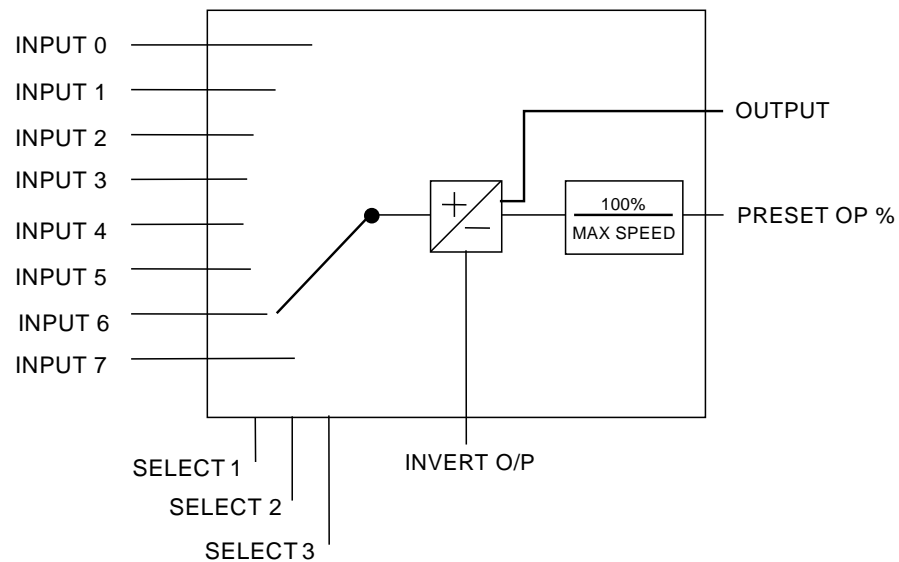 INPUT 0
INPUT 1
INPUT 2
INPUT 3
INPUT 4
INPUT 5
INPUT 6
INPUT 7
OUTPUT
+
−
100%
MAX SPEED
PRESET OP %
INVERT O/P
SELECT 1
SELECT 2
SELECT 3